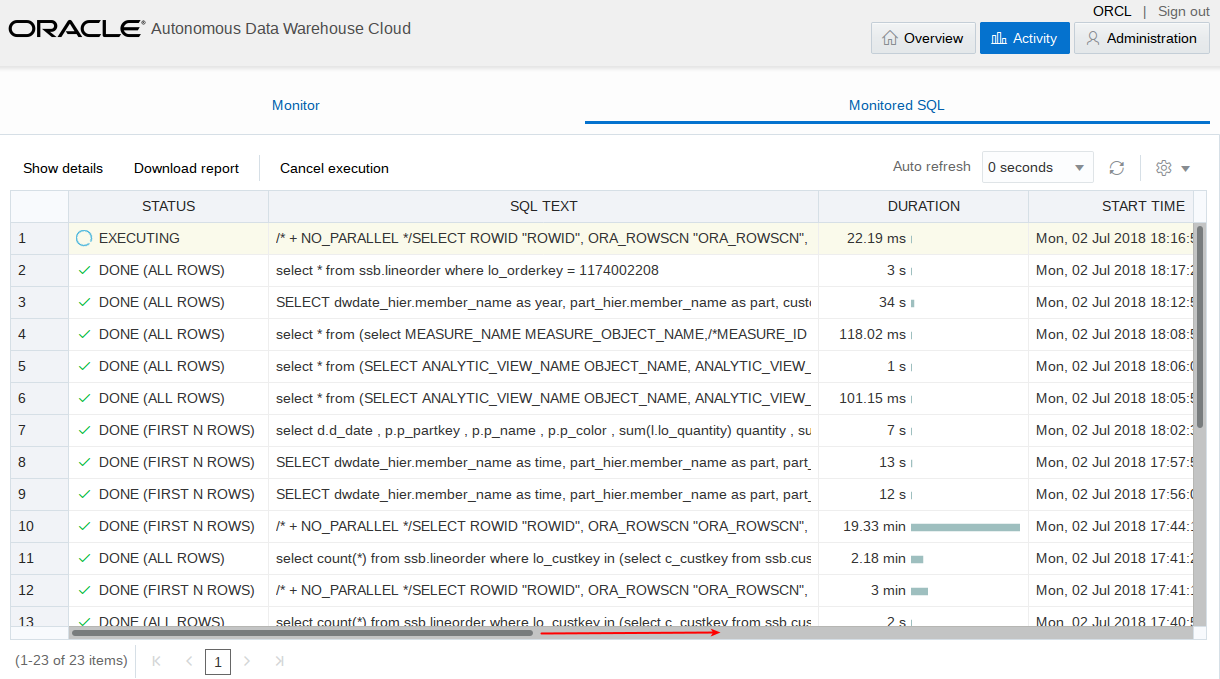 ORCL | Sign out
ORACLE® Autonomous Data Warehouse Cloud
Overview Activity Administration
Monitor Monitored SQL
Show details Download report Cancel execution Auto refresh 0 seconds
STATUS SQL TEXT DURATION START TIME
1 EXECUTING /* + NO_PARALLEL */SELECT ROWID "ROWID", ORA_ROWSCN "ORA_ROWSCN", 22.19 ms Mon, 02 Jul 2018 18:16:5
2 DONE (ALL ROWS) select * from ssb.lineorder where lo_orderkey = 1174002208 3 s Mon, 02 Jul 2018 18:17:2
3 DONE (ALL ROWS) SELECT dwdate_hier.member_name as year, part_hier.member_name as part, custo 34 s Mon, 02 Jul 2018 18:12:5
4 DONE (ALL ROWS) select * from (select MEASURE_NAME MEASURE_OBJECT_NAME,/*MEASURE_ID 118.02 ms Mon, 02 Jul 2018 18:08:5
5 DONE (ALL ROWS) select * from (SELECT ANALYTIC_VIEW_NAME OBJECT_NAME, ANALYTIC_VIEW_ 1 s Mon, 02 Jul 2018 18:06:0
6 DONE (ALL ROWS) select * from (SELECT ANALYTIC_VIEW_NAME OBJECT_NAME, ANALYTIC_VIEW_ 101.15 ms Mon, 02 Jul 2018 18:05:5
7 DONE (FIRST N ROWS) select d.d_date , p.p_partkey , p.p_name , p.p_color , sum(l.lo_quantity) quantity , su 7 s Mon, 02 Jul 2018 18:02:3
8 DONE (FIRST N ROWS) SELECT dwdate_hier.member_name as time, part_hier.member_name as part, part_ 13 s Mon, 02 Jul 2018 17:57:5
9 DONE (FIRST N ROWS) SELECT dwdate_hier.member_name as time, part_hier.member_name as part, part_ 12 s Mon, 02 Jul 2018 17:56:0
10 DONE (FIRST N ROWS) /* + NO_PARALLEL */SELECT ROWID "ROWID", ORA_ROWSCN "ORA_ROWSCN", 19.33 min Mon, 02 Jul 2018 17:44:1
11 DONE (ALL ROWS) select count(*) from ssb.lineorder where lo_custkey in (select c_custkey from ssb.cus 2.18 min Mon, 02 Jul 2018 17:41:2
12 DONE (FIRST N ROWS) /* + NO_PARALLEL */SELECT ROWID "ROWID", ORA_ROWSCN "ORA_ROWSCN", 3 min Mon, 02 Jul 2018 17:41:1
13 DONE (ALL ROWS) select count(*) from ssb.lineorder where lo_custkey in (select c_custkey from ssb.cus 2 s Mon, 02 Jul 2018 17:40:5
(1-23 of 23 items) 1